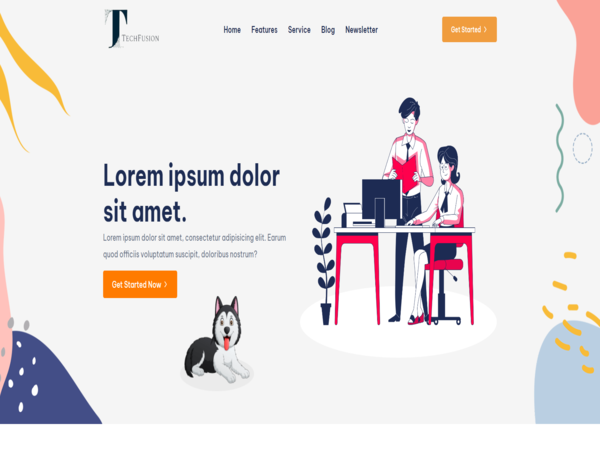 TechFusion
Home Features Service Blog Newsletter
Get Started
Lorem ipsum dolor
sit amet.
Lorem ipsum dolor sit amet, consectetur adipisicing elit. Earum
quod officiis voluptatum suscipit, doloribus nostrum?
Get Started Now